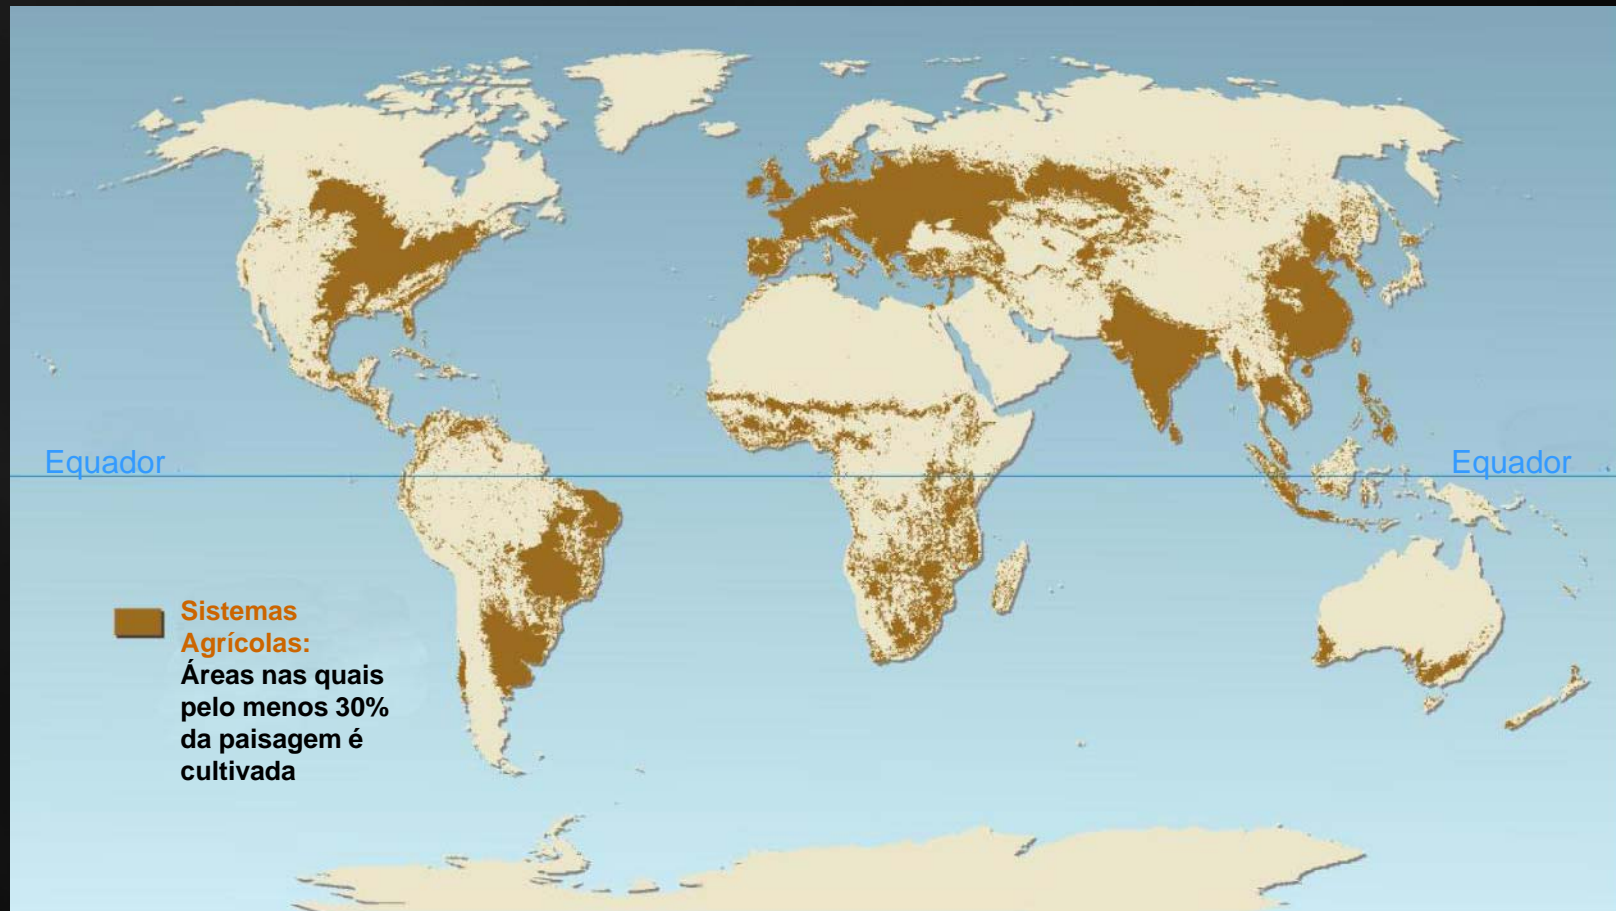 Equador
Equador
Sistemas
Agrícolas:
Áreas nas quais
pelo menos 30%
da paisagem é
cultivada